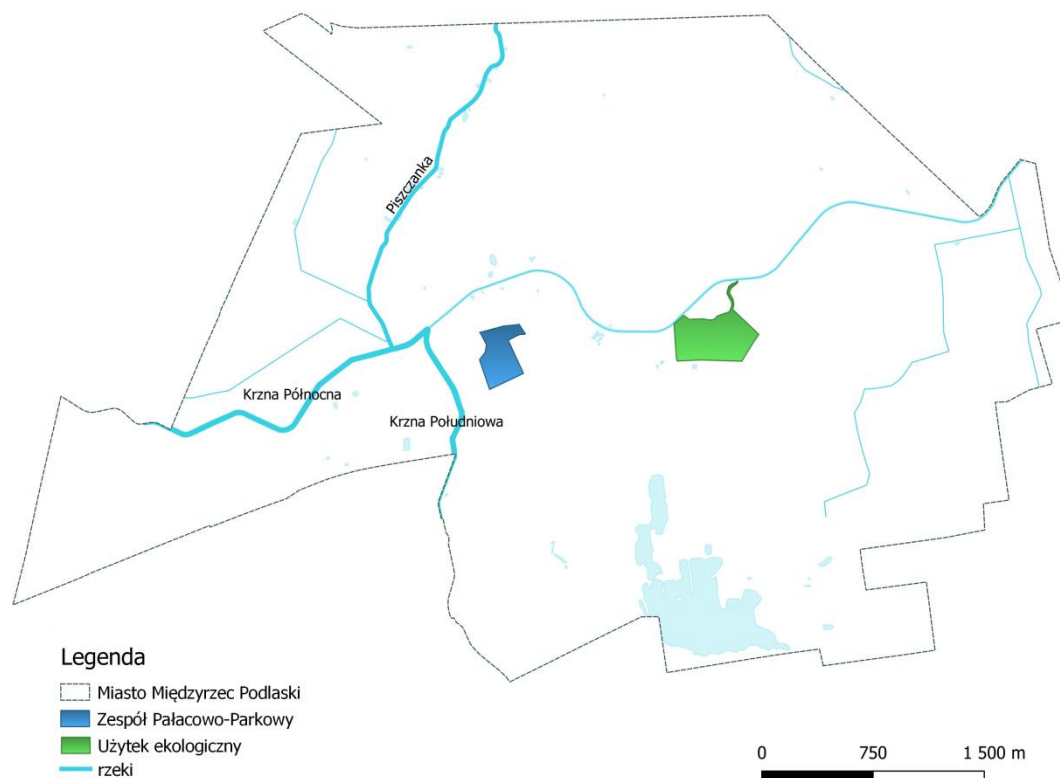 Piszczanka
Krzna Północna
Krzna Południowa
Legenda
Miasto Międzyrzec Podlaski
Zespół Pałacowo-Parkowy
Użytek ekologiczny
rzeki
0 750 1 500 m